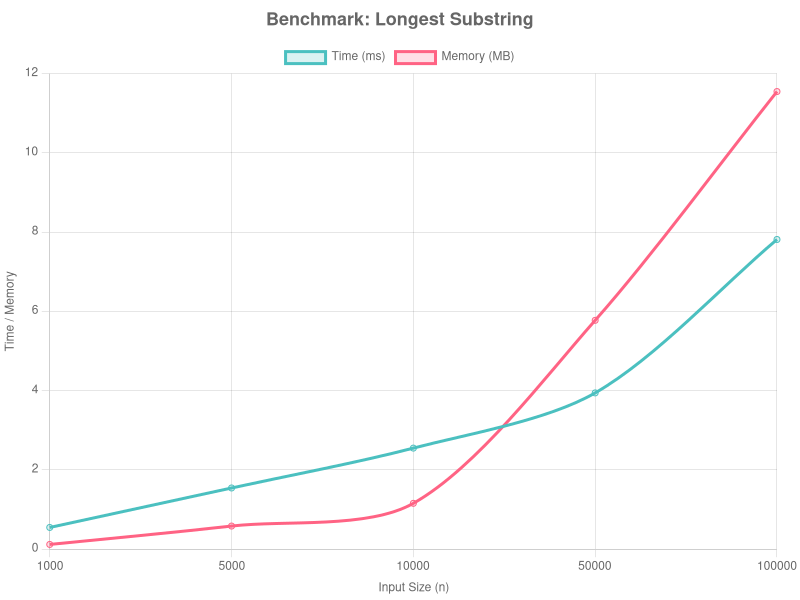 Benchmark: Longest Substring
Time (ms) Memory (MB)
12
10
8
6
4
2
0
Time / Memory
1000 5000 10000 50000 100000
Input Size (n)